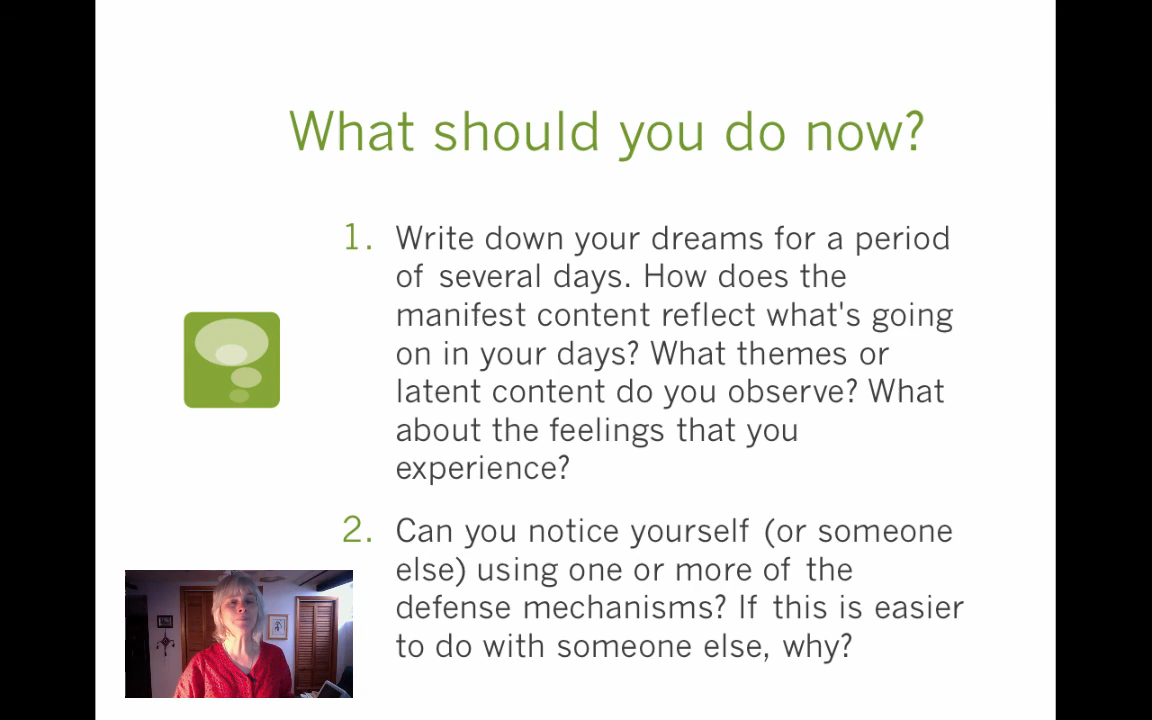 What should you do now?
1. Write down your dreams for a period
of several days. How does the
manifest content reflect what's going
on in your days? What themes or
latent content do you observe? What
about the feelings that you
experience?
2. Can you notice yourself (or someone
else) using one or more of the
defense mechanisms? If this is easier
to do with someone else, why?